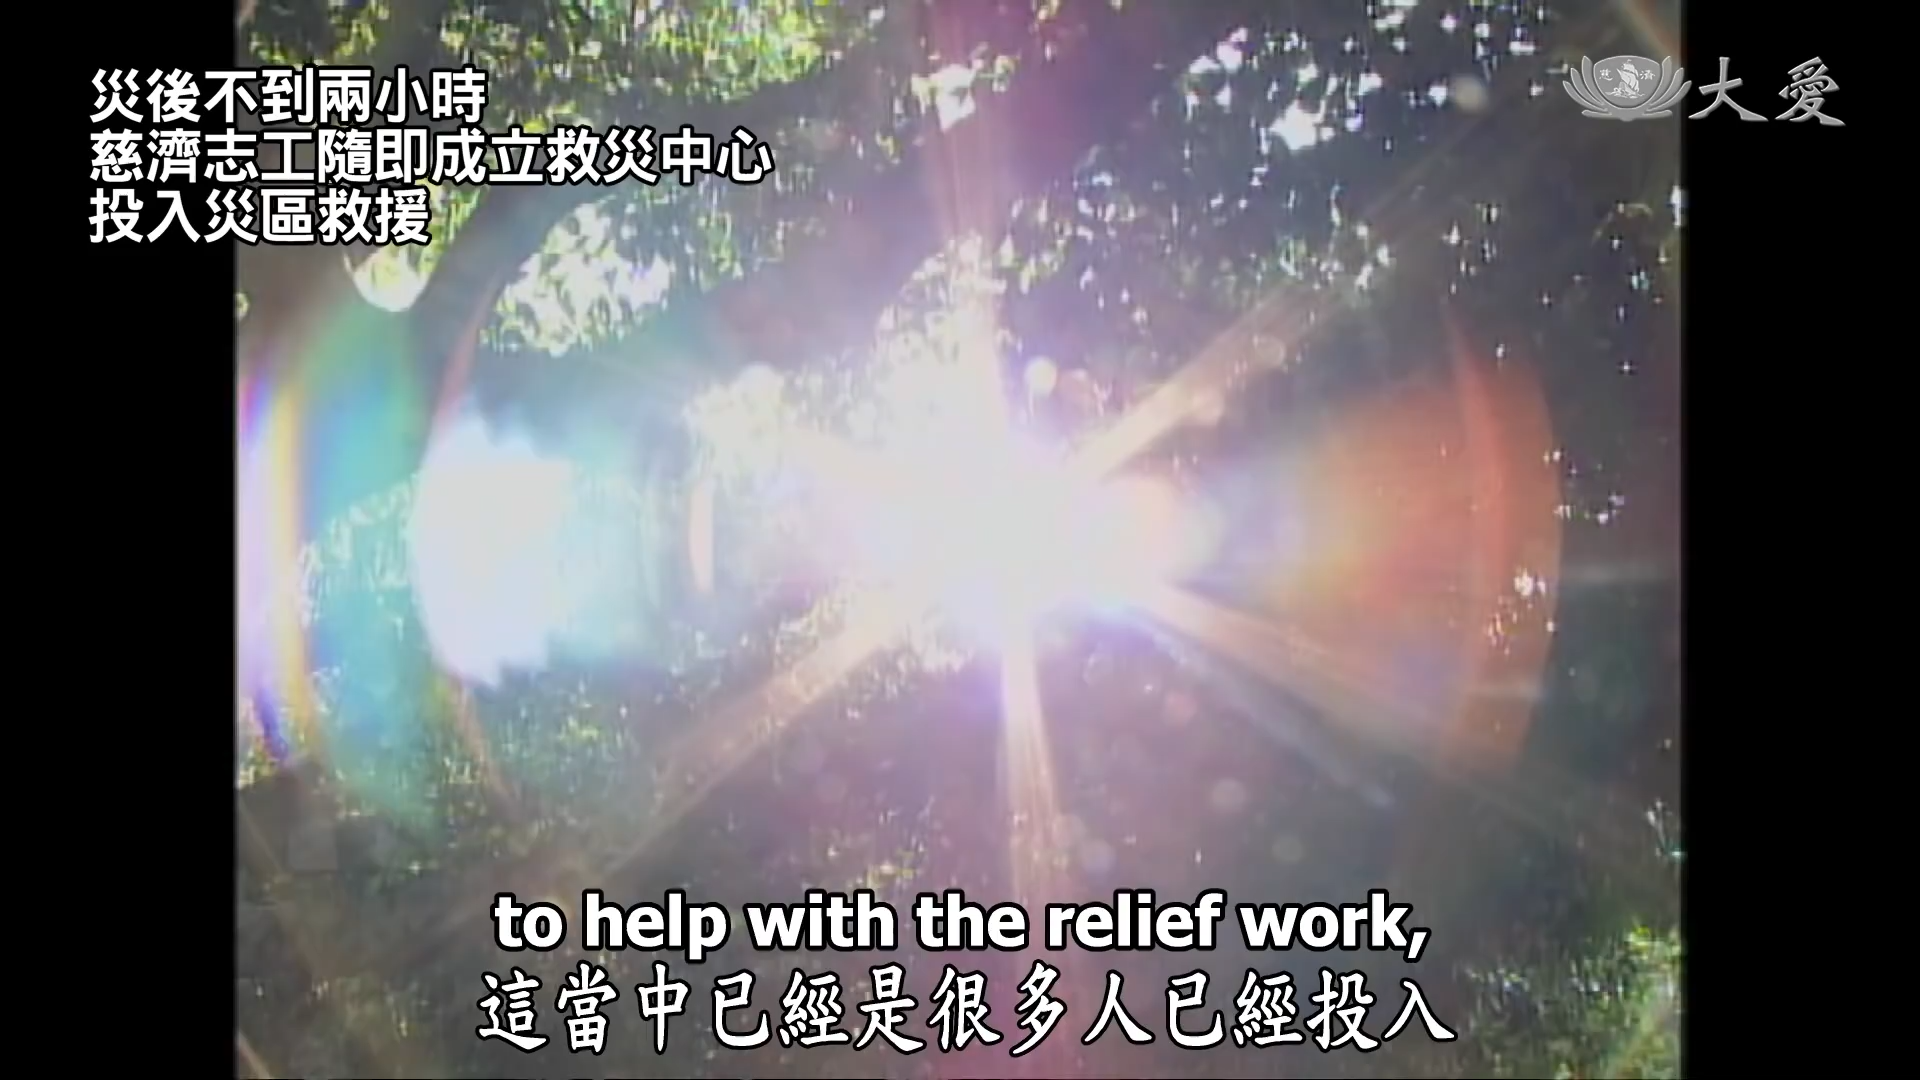 災後不到兩小時
慈濟志工隨即成立救災中心
投入災區救援
慈濟
大愛
to help with the relief work,
這當中已經是很多人已經投入